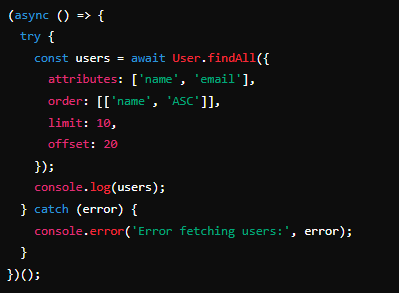 (async () => {
  try {
    const users = await User.findAll({
      attributes: ['name', 'email'],
      order: [['name', 'ASC']],
      limit: 10,
      offset: 20
    });
    console.log(users);
  } catch (error) {
    console.error('Error fetching users:', error);
  }
})();